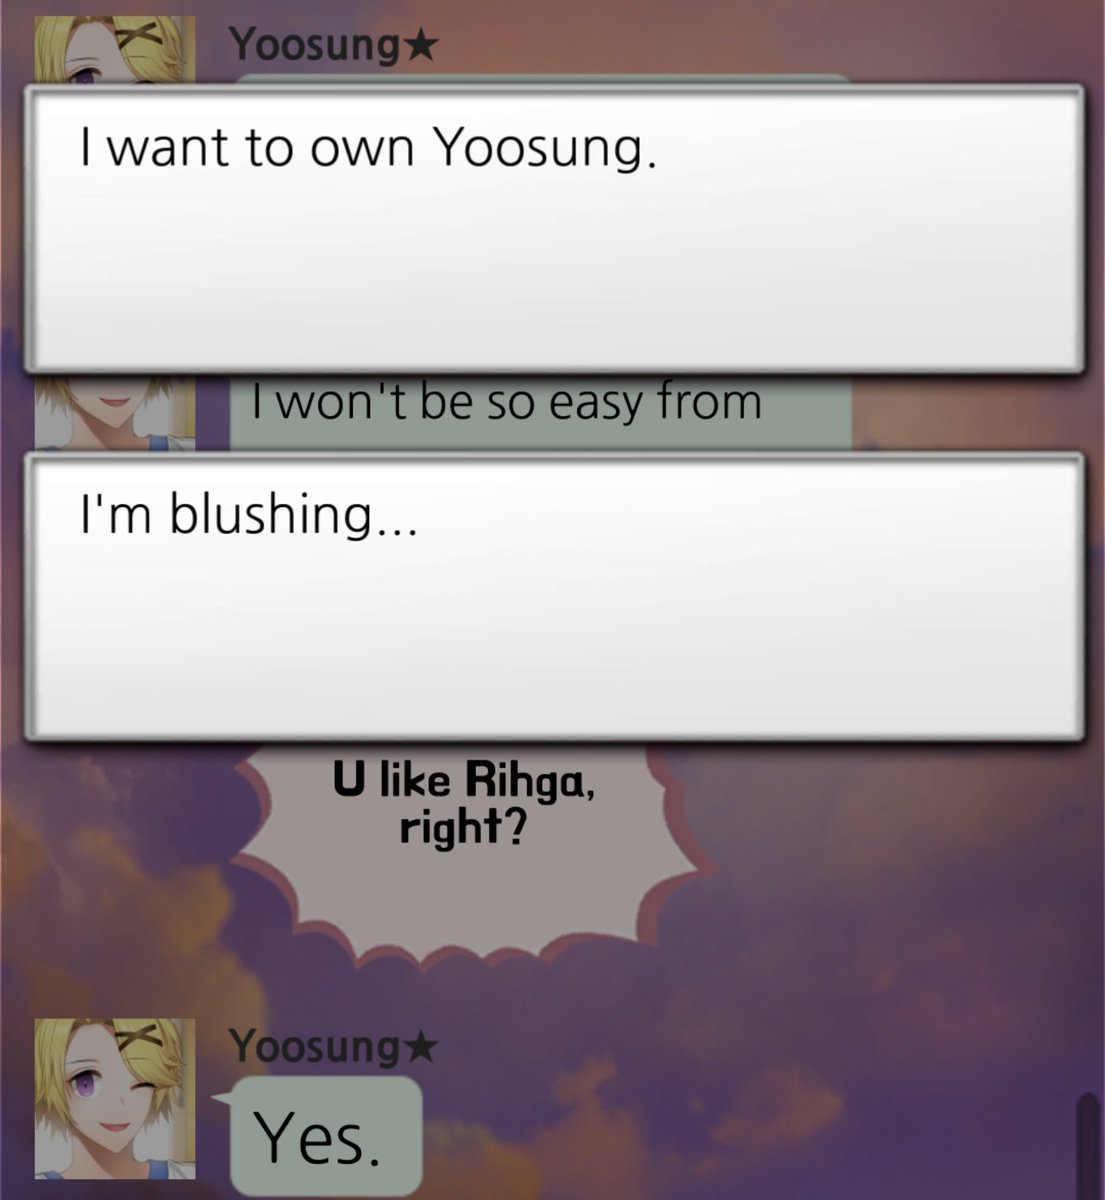 Yoosung★
I want to own Yoosung.
I won't be so easy from
I'm blushing...
U like Rihga,
right?
Yoosung★
Yes.